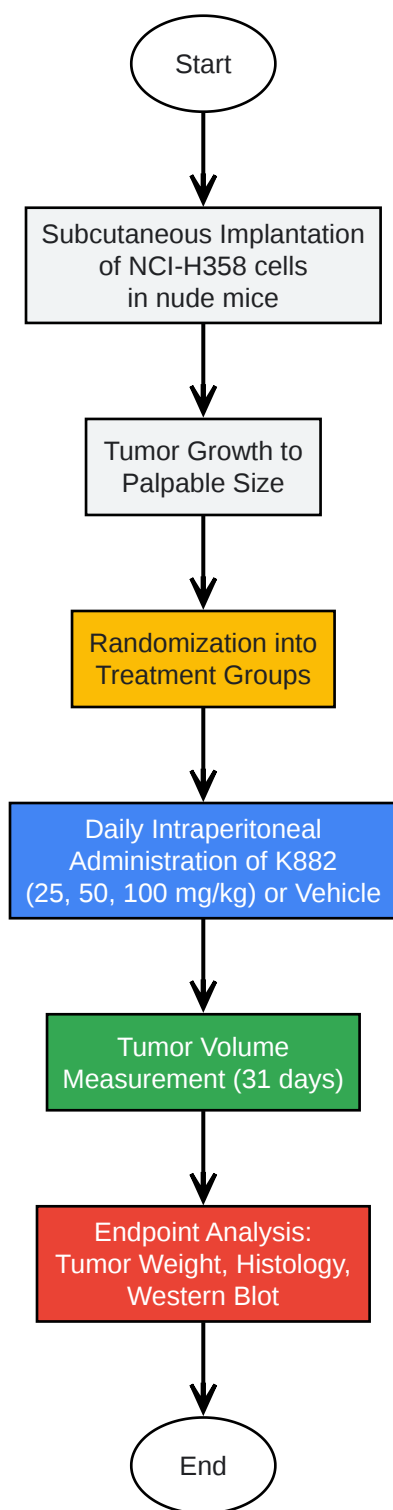 Start
Subcutaneous Implantation
of NCI-H358 cells
in nude mice
Tumor Growth to
Palpable Size
Randomization into
Treatment Groups
Daily Intraperitoneal
Administration of K882
(25, 50, 100 mg/kg) or Vehicle
Tumor Volume
Measurement (31 days)
Endpoint Analysis:
Tumor Weight, Histology,
Western Blot
End